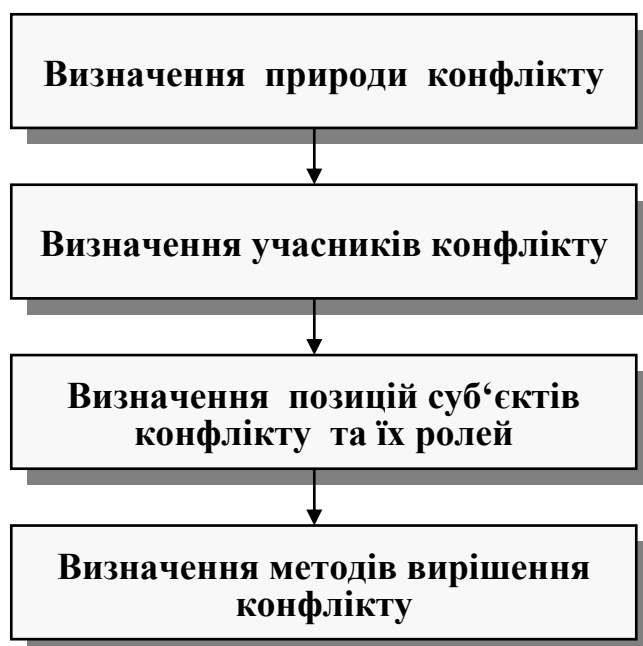 Визначення природи конфлікту
Визначення учасників конфлікту
Визначення позицій суб‘єктів
конфлікту та їх ролей
Визначення методів вирішення
конфлікту